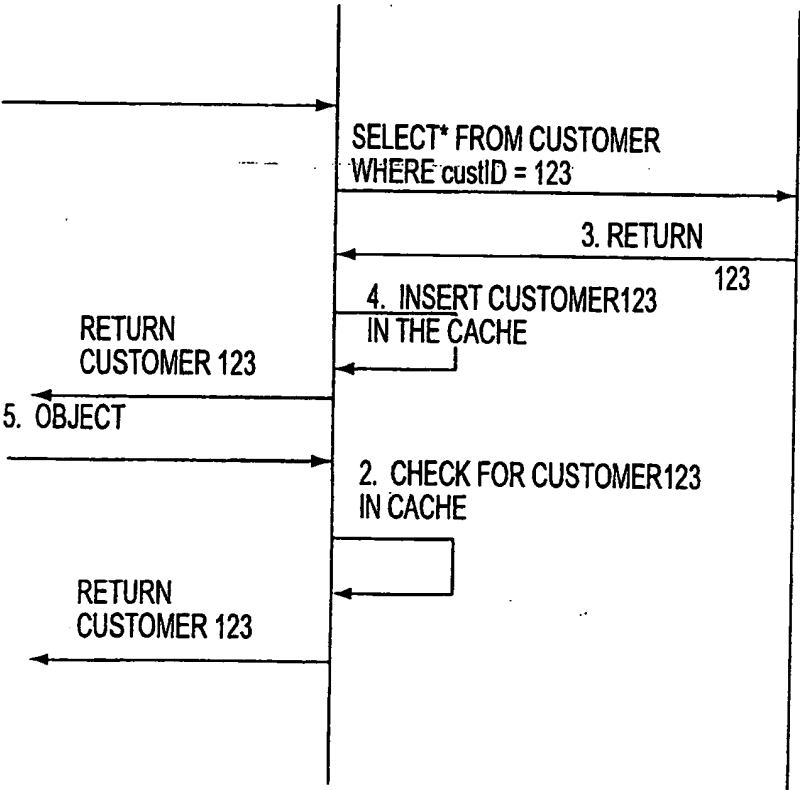 SELECT* FROM CUSTOMER
WHERE custID = 123
3. RETURN
123
4. INSERT CUSTOMER123
IN THE CACHE
RETURN
CUSTOMER 123
5. OBJECT
2. CHECK FOR CUSTOMER123
IN CACHE
RETURN
CUSTOMER 123